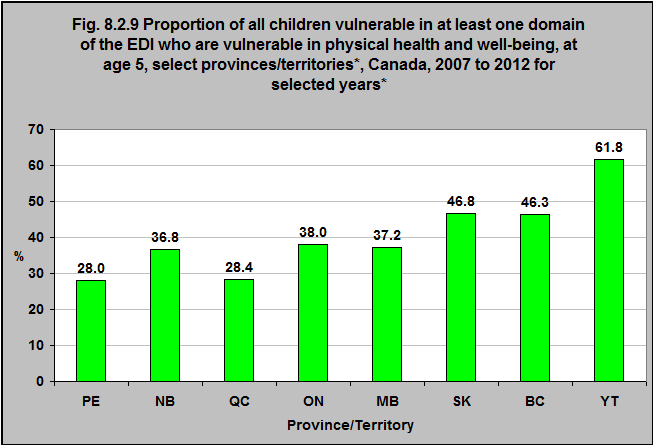 Fig. 8.2.9 Proportion of all children vulnerable in at least one domain
of the EDI who are vulnerable in physical health and well-being, at
age 5, select provinces/territories*, Canada, 2007 to 2012 for
selected years*
70
60
50
40
30
20
10
0
%
28.0
36.8
28.4
38.0
37.2
46.8
46.3
61.8
PE NB QC ON MB SK BC YT
Province/Territory